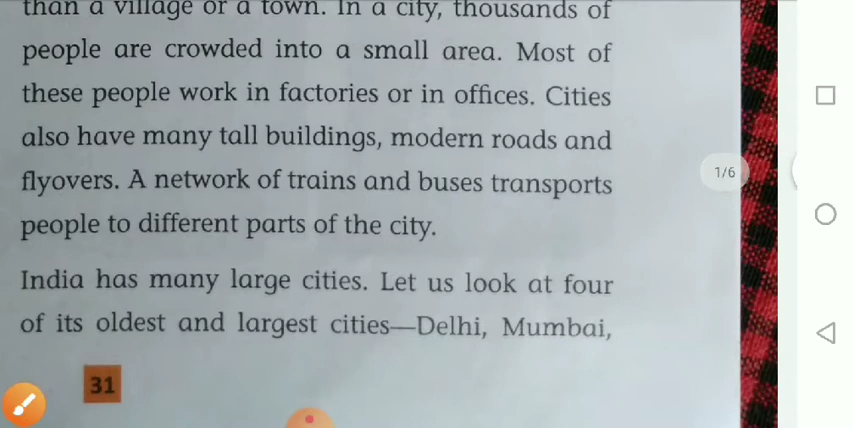 than a village or a town. In a city, thousands of
people are crowded into a small area. Most of
these people work in factories or in offices. Cities
also have many tall buildings, modern roads and
flyovers. A network of trains and buses transports
people to different parts of the city.
India has many large cities. Let us look at four
of its oldest and largest cities—Delhi, Mumbai,
31
1/6